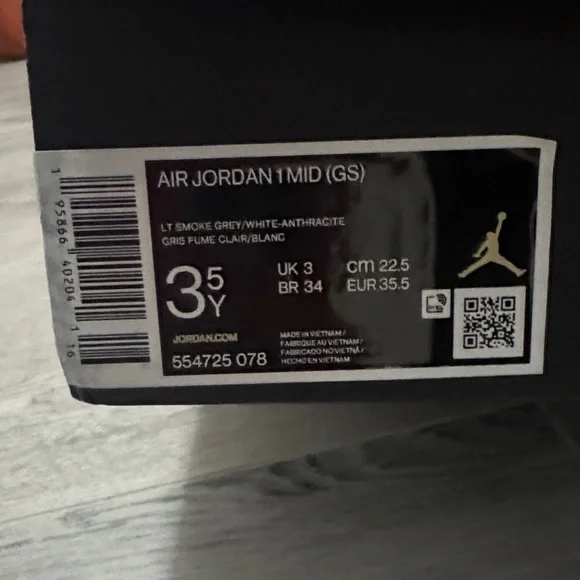 AIR JORDAN 1 MID (GS)
LT SMOKE GREY/WHITE-ANTHRACITE
GRIS FUME CLAIR/BLANC
3 5 Y
UK 3 cm 22.5
BR 34 EUR 35.5
JORDAN.COM
554725 078
MADE IN VIETNAM /
FABRIQUE AU VIETNAM /
FABRICADO NO VIETNÃ /
HECHO EN VIETNAM
1 95866 40204 1 16